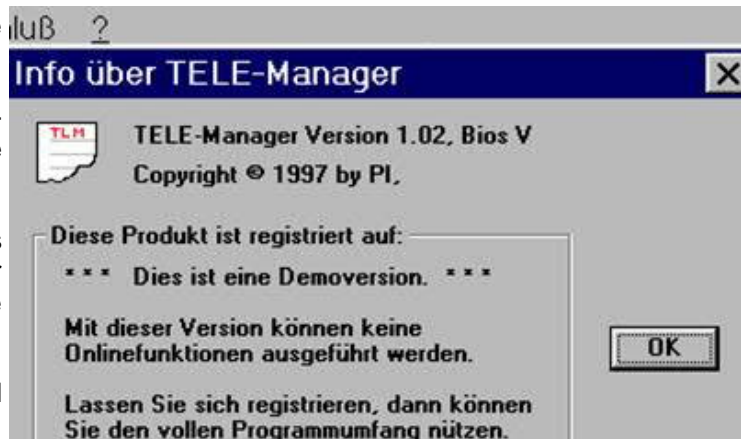 luß ?
Info über TELE-Manager
TLM
TELE-Manager Version 1.02, Bios V
Copyright © 1997 by PI,
Diese Produkt ist registriert auf:
* * * Dies ist eine Demoversion. * * *
Mit dieser Version können keine
Onlinefunktionen ausgeführt werden.
OK
Lassen Sie sich registrieren, dann können
Sie den vollen Programmumfang nützen.